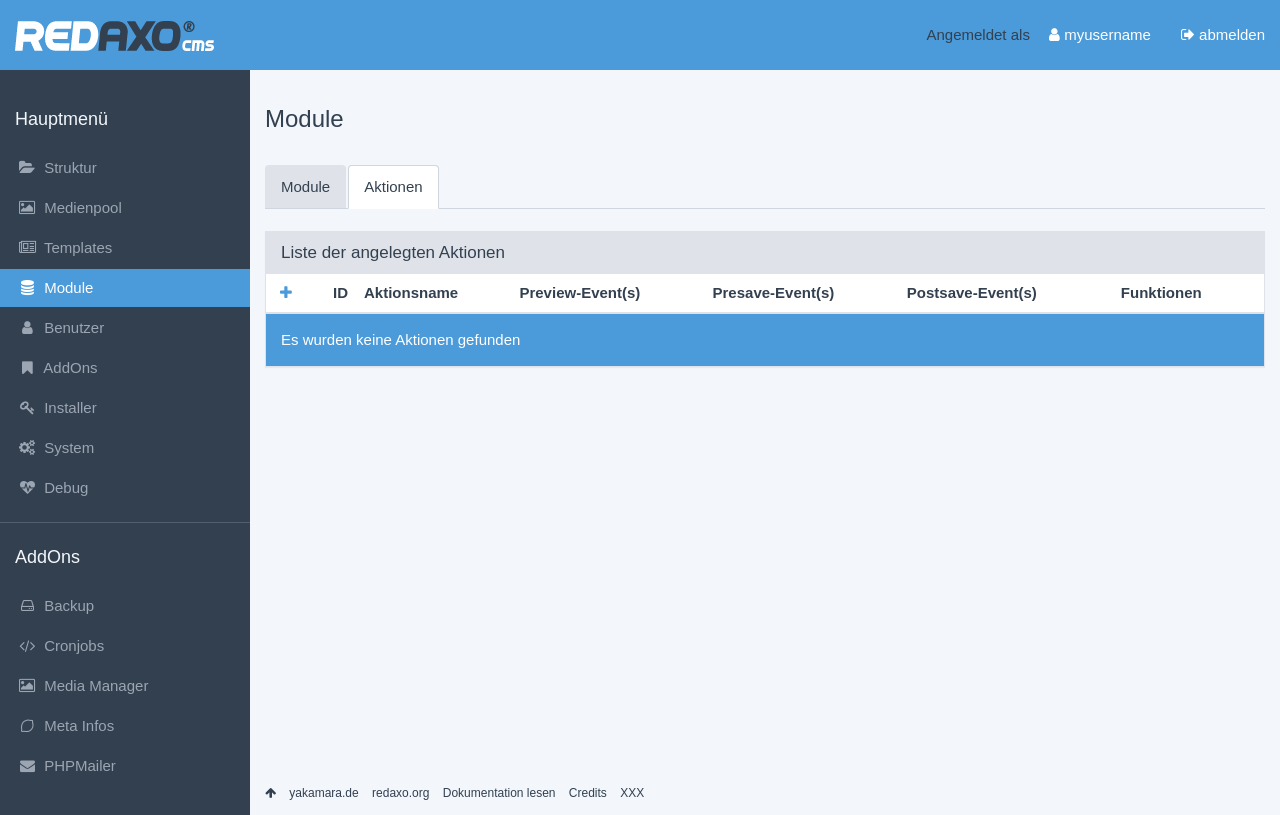 REDAXO® cms
Angemeldet als myusername abmelden
Hauptmenü
Struktur
Medienpool
Templates
Module
Benutzer
AddOns
Installer
System
Debug
AddOns
Backup
Cronjobs
Media Manager
Meta Infos
PHPMailer
Module
Module Aktionen
Liste der angelegten Aktionen
ID Aktionsname Preview-Event(s) Presave-Event(s) Postsave-Event(s) Funktionen
Es wurden keine Aktionen gefunden
yakamara.de redaxo.org Dokumentation lesen Credits XXX